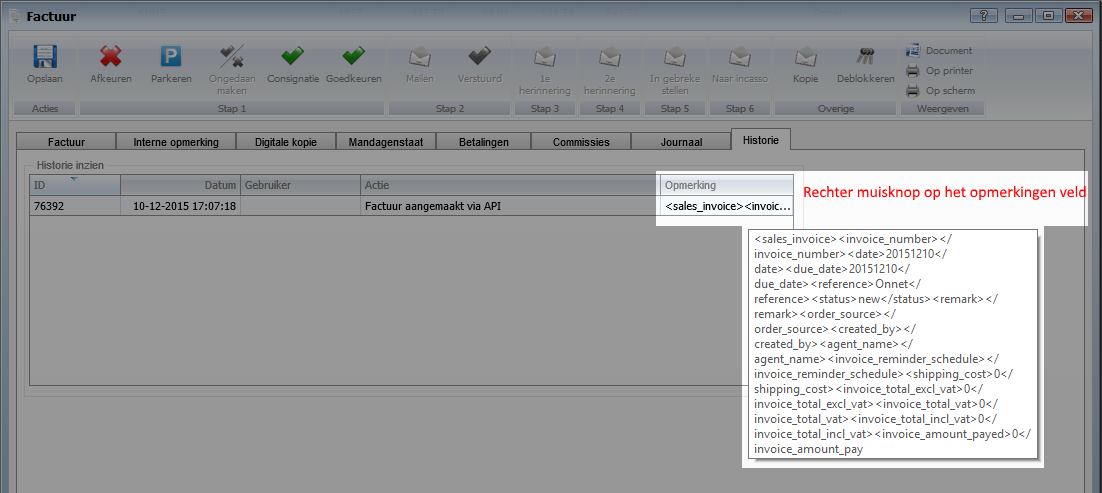 Factuur
?
Opslaan
Afkeuren
P
Parkeren
Ongedaan
maken
Consignatie
Goedkeuren
Mailen
Verstuurd
1e
herinnering
2e
herinnering
In gebreke
stellen
Naar incasso
Kopie
Deblokkeren
Document
Op printer
Op scherm
Acties
Stap 1
Stap 2
Stap 3
Stap 4
Stap 5
Stap 6
Overige
Weergeven
Factuur
Interne opmerking
Digitale kopie
Mandagenstaat
Betalingen
Commissies
Journaal
Historie
Historie inzien
ID
Datum
Gebruiker
Actie
Opmerking
76392
10-12-2015 17:07:18
Factuur aangemaakt via API
<sales_invoice><invoic...
Rechter muisknop op het opmerkingen veld
<sales_invoice><invoice_number></
invoice_number><date>20151210</
date><due_date>20151210</
due_date><reference>Onnet</
reference><status>new</status><remark></
remark><order_source></
order_source><created_by></
created_by><agent_name></
agent_name><invoice_reminder_schedule></
invoice_reminder_schedule><shipping_cost>0</
shipping_cost><invoice_total_excl_vat>0</
invoice_total_excl_vat><invoice_total_vat>0</
invoice_total_vat><invoice_total_incl_vat>0</
invoice_total_incl_vat><invoice_amount_payed>0</
invoice_amount_pay